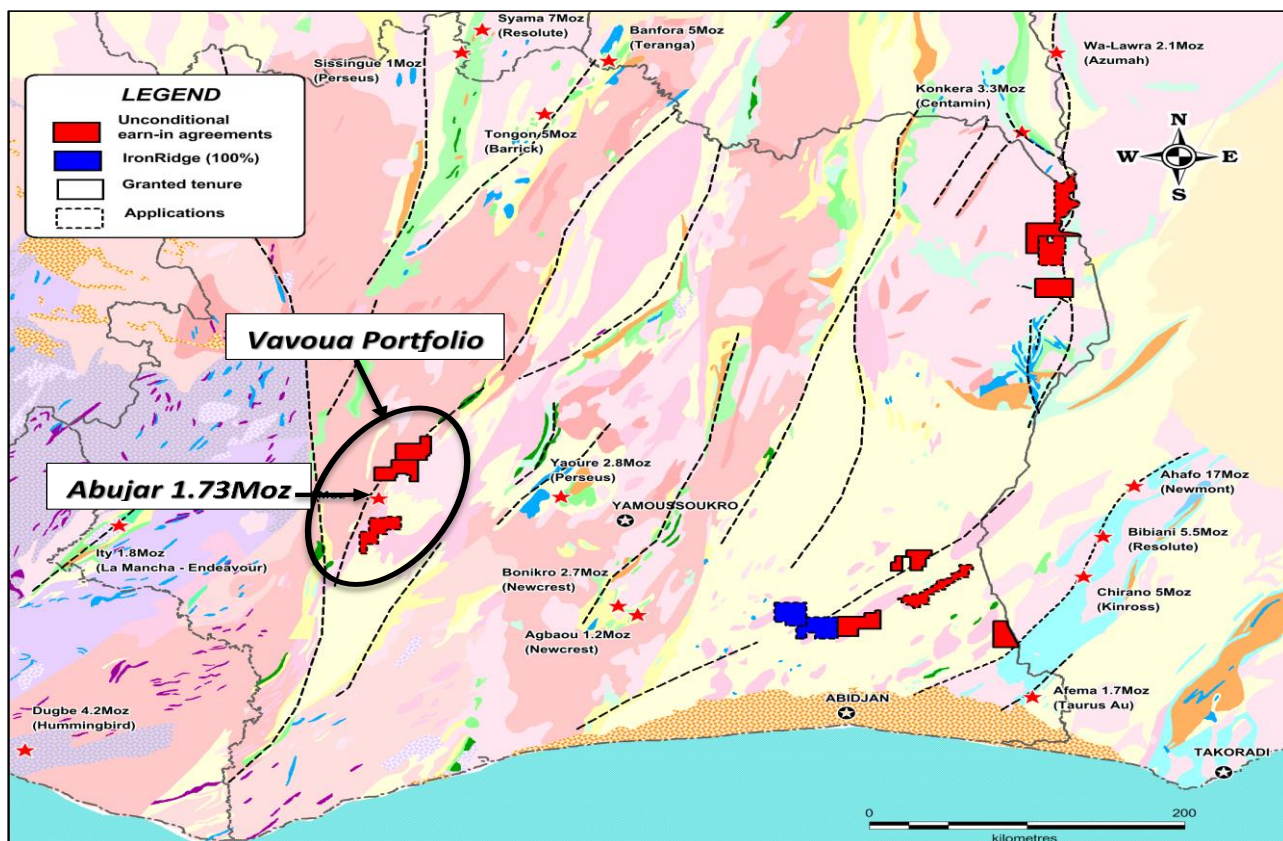 Syama 7Moz
(Resolute)
Banfora 5Moz
(Teranga)
Wa-Lawra 2.1Moz
(Azumah)
Sissingue 1Moz
(Perseus)
Konkera 3.3Moz
(Centamin)
LEGEND
Unconditional
earn-in agreements
IronRidge (100%)
Granted tenure
Applications
Tongon 5Moz
(Barrick)
N
W
E
S
Vavoua Portfolio
Abujar 1.73Moz
Moz
Yaoure 2.8Moz
(Perseus)
YAMOUSSOUKRO
Ahafo 17Moz
(Newmont)
Bibiani 5.5Moz
(Resolute)
Ity 1.8Moz
(La Mancha - Endeavour)
Bonikro 2.7Moz
(Newcrest)
Chirano 5Moz
(Kinross)
Agbaou 1.2Moz
(Newcrest)
Dugbe 4.2Moz
(Hummingbird)
ABIDJAN
Afema 1.7Moz
(Taurus Au)
TAKORADI
0
200
kilometres